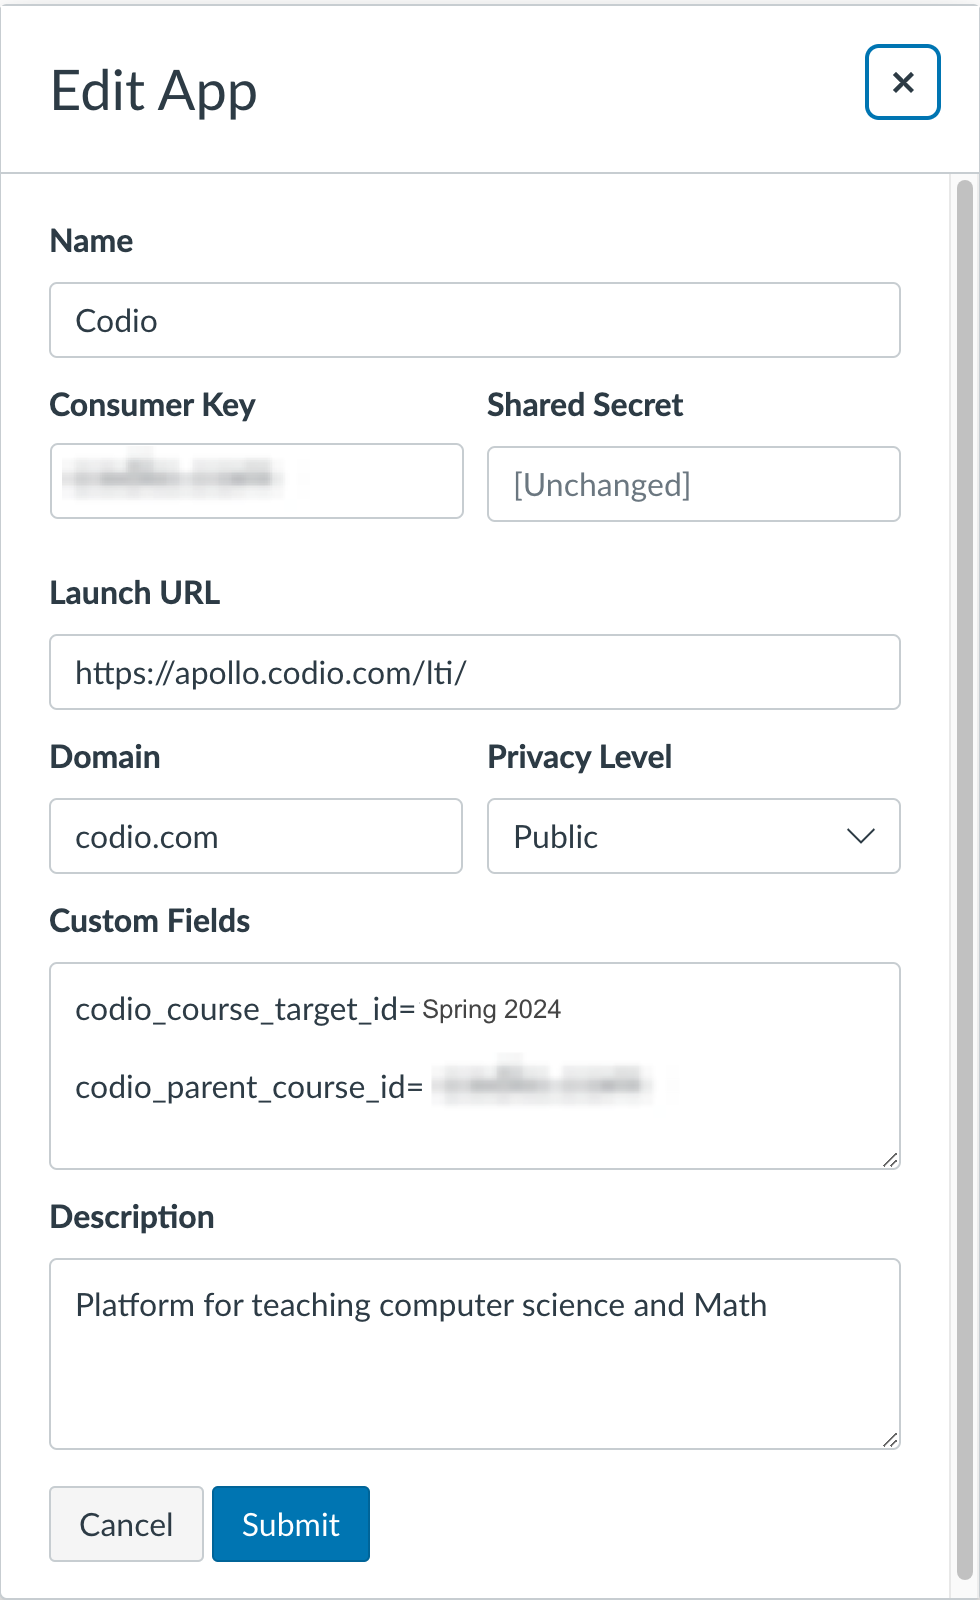 Edit App
Name
Codio
Consumer Key
Shared Secret
[Unchanged]
Launch URL
https://apollo.codio.com/lti/
Domain
Privacy Level
codio.com
Public
Custom Fields
codio_course_target_id= Spring 2024
codio_parent_course_id=
Description
Platform for teaching computer science and Math
Cancel
Submit